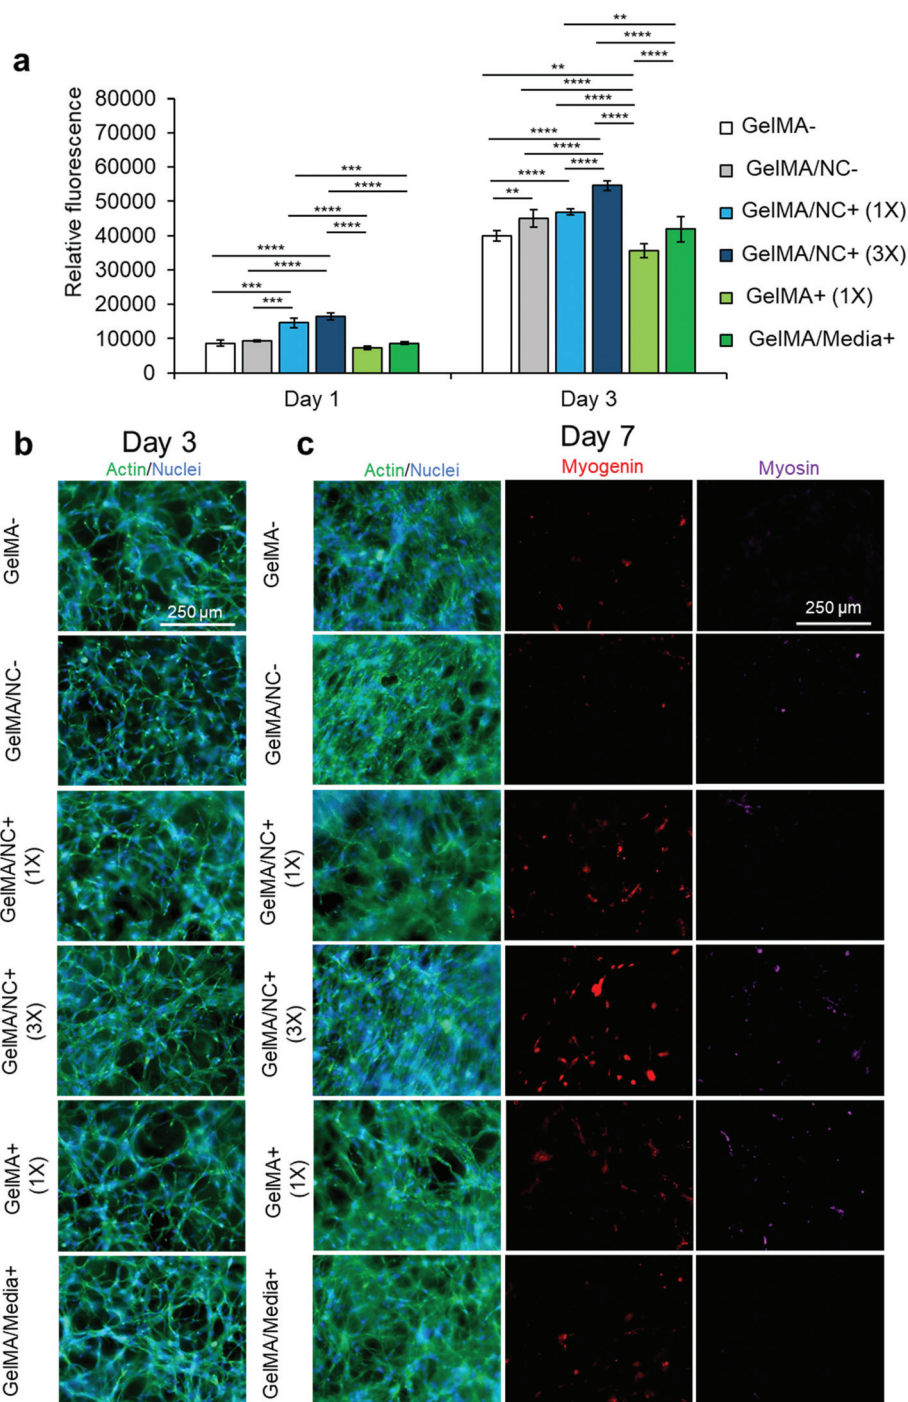 a
Relative fluorescence
80000
70000
60000
50000
40000
30000
20000
10000
0
**
****
****
**
****
****
****
****
****
****
****
**
***
****
****
****
****
****
***
***
Day 1
Day 3
GelMA-
GelMA/NC-
GelMA/NC+ (1X)
GelMA/NC+ (3X)
GelMA+ (1X)
GelMA/Media+
b
Day 3
Actin/Nuclei
GelMA-
250 µm
GelMA/NC-
GelMA/NC+
(1X)
GelMA/NC+
(3X)
GelMA+
(1X)
GelMA/Media+
c
Day 7
Actin/Nuclei
Myogenin
Myosin
GelMA-
250 µm
GelMA/NC-
GelMA/NC+
(1X)
GelMA/NC+
(3X)
GelMA+
(1X)
GelMA/Media+